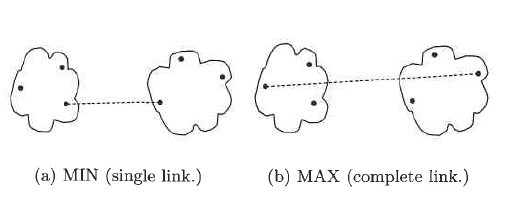 (a) MIN (single link.)
(b) MAX (complete link.)